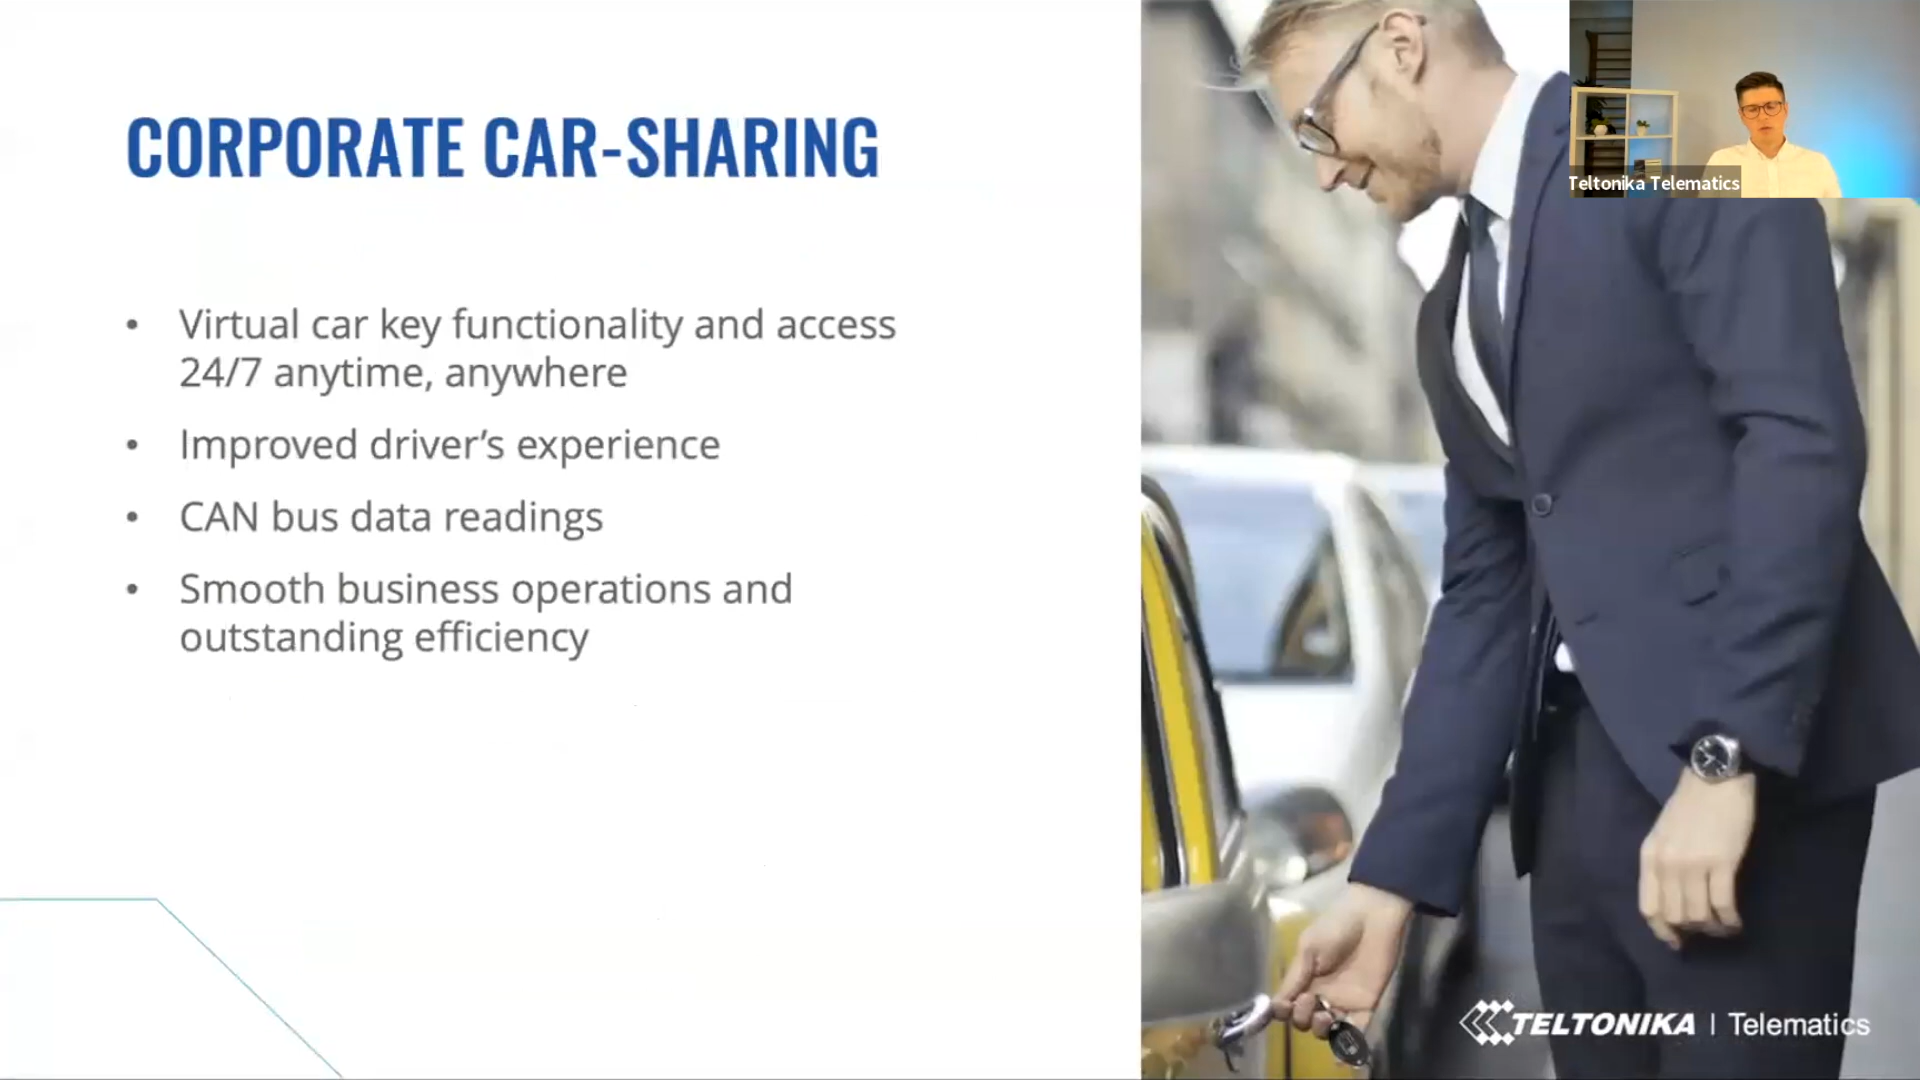 CORPORATE CAR-SHARING
• Virtual car key functionality and access
24/7 anytime, anywhere
• Improved driver’s experience
• CAN bus data readings
• Smooth business operations and
outstanding efficiency
Teltonika Telematics
TELTONIKA | Telematics